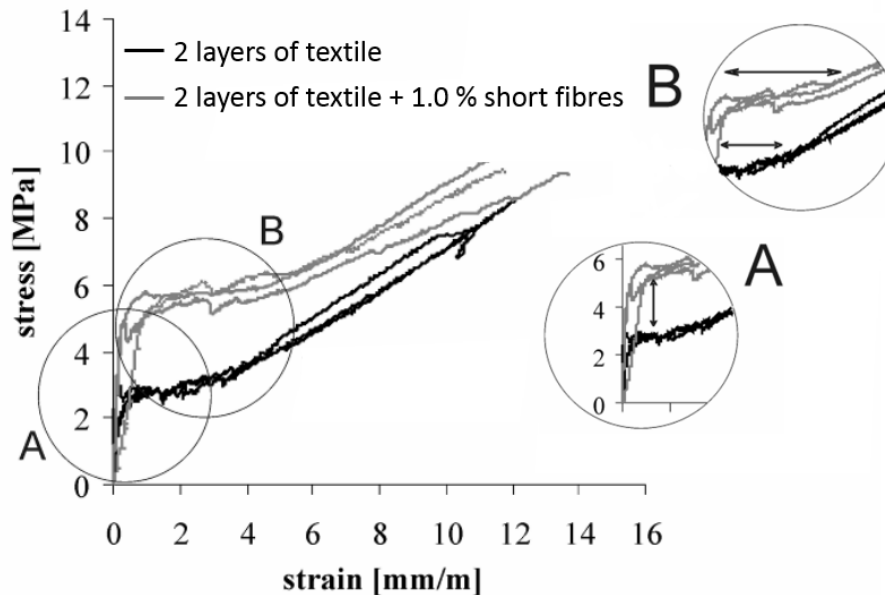 14
12
10
8
6
4
2
0
stress [MPa]
2 layers of textile
2 layers of textile + 1.0 % short fibres
B
A
0 2 4 6 8 10 12 14 16
strain [mm/m]
B
A
6
4
2
0